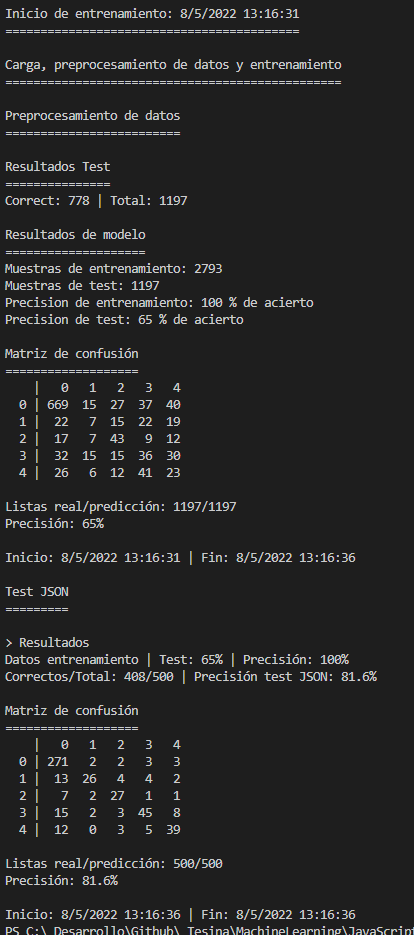 Inicio de entrenamiento: 8/5/2022 13:16:31
==========================================
Carga, preprocesamiento de datos y entrenamiento
================================================
Preprocesamiento de datos
=========================
Resultados Test
===============
Correct: 778 | Total: 1197
Resultados de modelo
====================
Muestras de entrenamiento: 2793
Muestras de test: 1197
Precision de entrenamiento: 100 % de acierto
Precision de test: 65 % de acierto
Matriz de confusión
===================
| 0 1 2 3 4
0 | 669 15 27 37 40
1 | 22 7 15 22 19
2 | 17 7 43 9 12
3 | 32 15 15 36 30
4 | 26 6 12 41 23
Listas real/predicción: 1197/1197
Precisión: 65%
Inicio: 8/5/2022 13:16:31 | Fin: 8/5/2022 13:16:36
Test JSON
=========
> Resultados
Datos entrenamiento | Test: 65% | Precisión: 100%
Correctos/Total: 408/500 | Precisión test JSON: 81.6%
Matriz de confusión
===================
| 0 1 2 3 4
0 | 271 2 2 3 3
1 | 13 26 4 4 2
2 | 7 2 27 1 1
3 | 15 2 3 45 8
4 | 12 0 3 5 39
Listas real/predicción: 500/500
Precisión: 81.6%
Inicio: 8/5/2022 13:16:36 | Fin: 8/5/2022 13:16:36
PS C:\_Desarrollo\Github\_Tesina\MachineLearning\JavaScript